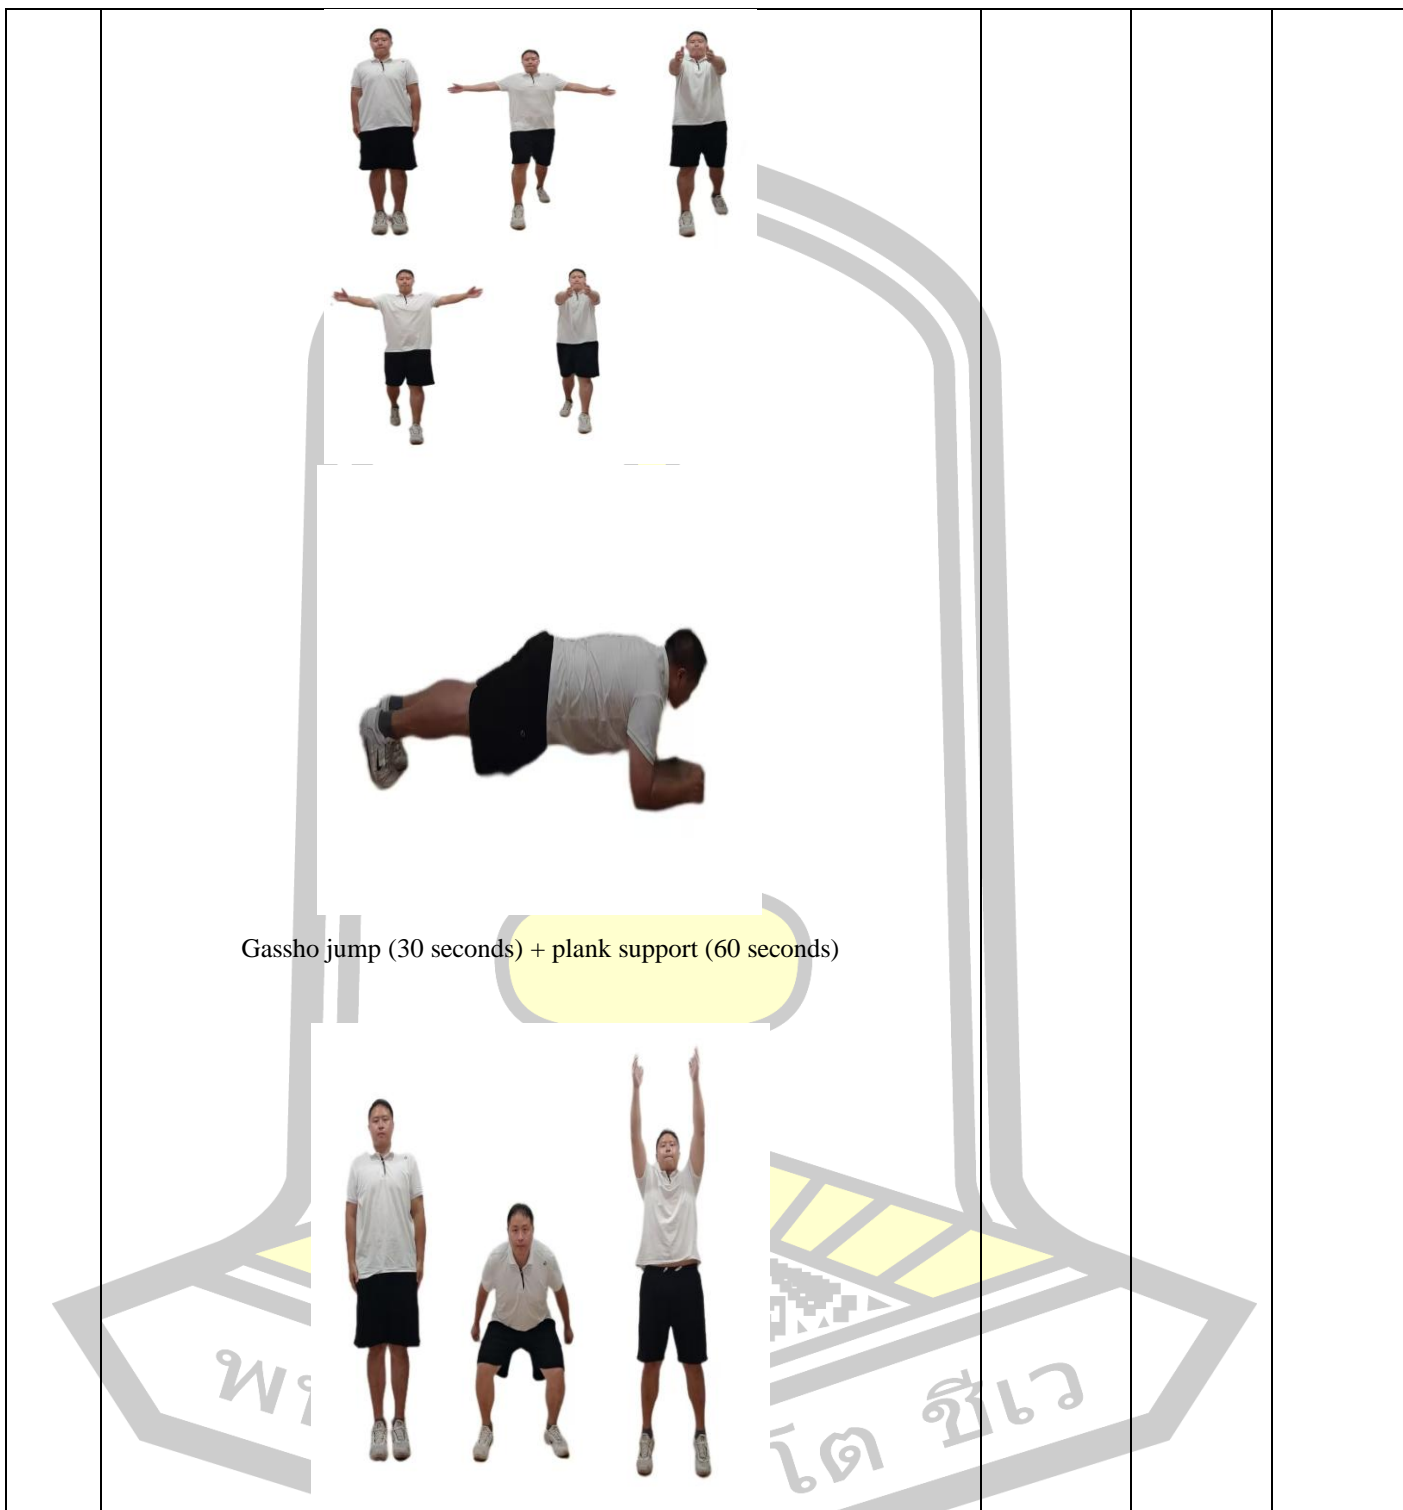 Gassho jump (30 seconds) + plank support (60 seconds)
โต ชีเว